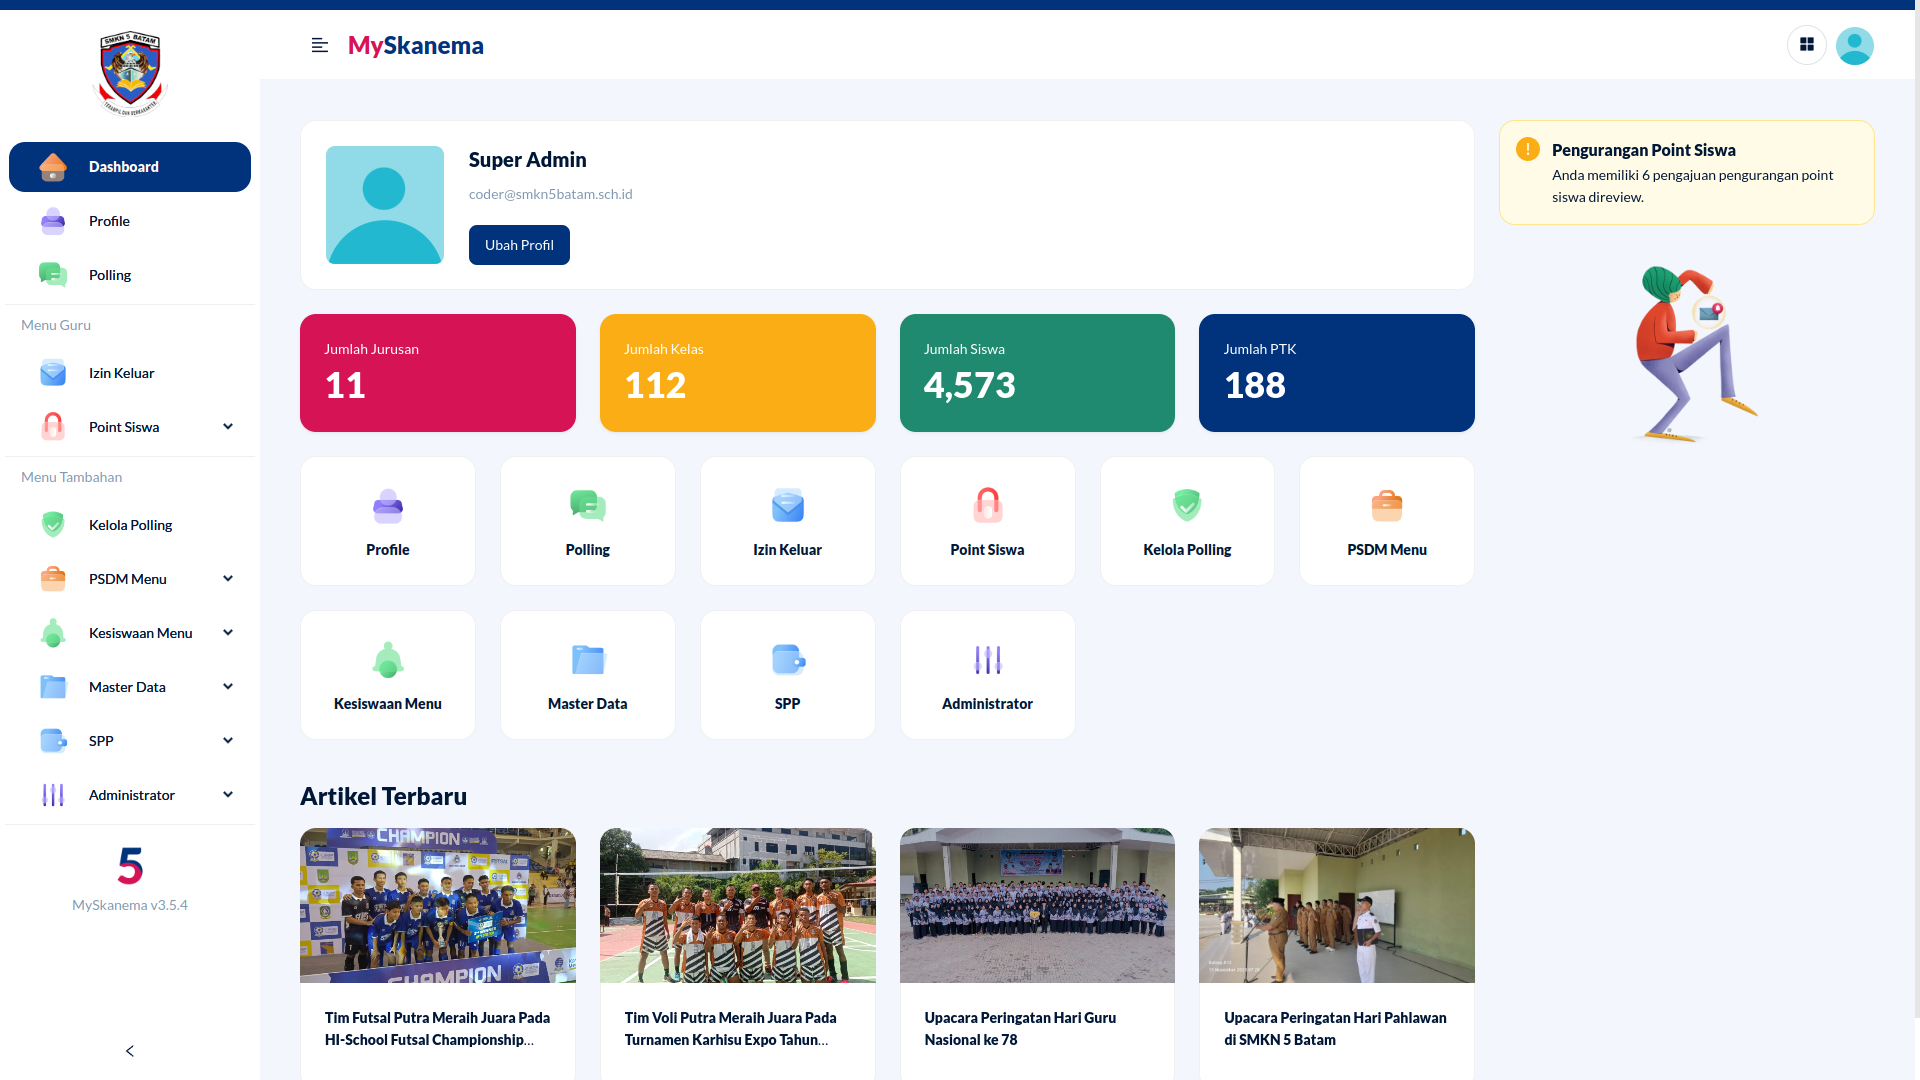 SMKN 5 BATAM
Dashboard
Profile
Polling
Menu Guru
Izin Keluar
Point Siswa
Menu Tambahan
Kelola Polling
PSDM Menu
Kesiswaan Menu
Master Data
SPP
Administrator
5
MySkanema v3.5.4
MySkanema
Super Admin
coder@smkn5batam.sch.id
Ubah Profil
Jumlah Jurusan
11
Jumlah Kelas
112
Jumlah Siswa
4,573
Jumlah PTK
188
Profile
Polling
Izin Keluar
Point Siswa
Kelola Polling
PSDM Menu
Kesiswaan Menu
Master Data
SPP
Administrator
Artikel Terbaru
CHAMPION
CHAMPION
Tim Futsal Putra Meraih Juara Pada
HI-School Futsal Championship...
Tim Voli Putra Meraih Juara Pada
Turnamen Karhisu Expo Tahun...
Upacara Peringatan Hari Guru
Nasional ke 78
Upacara Peringatan Hari Pahlawan
di SMKN 5 Batam
Pengurangan Point Siswa
Anda memiliki 6 pengajuan pengurangan point
siswa direview.